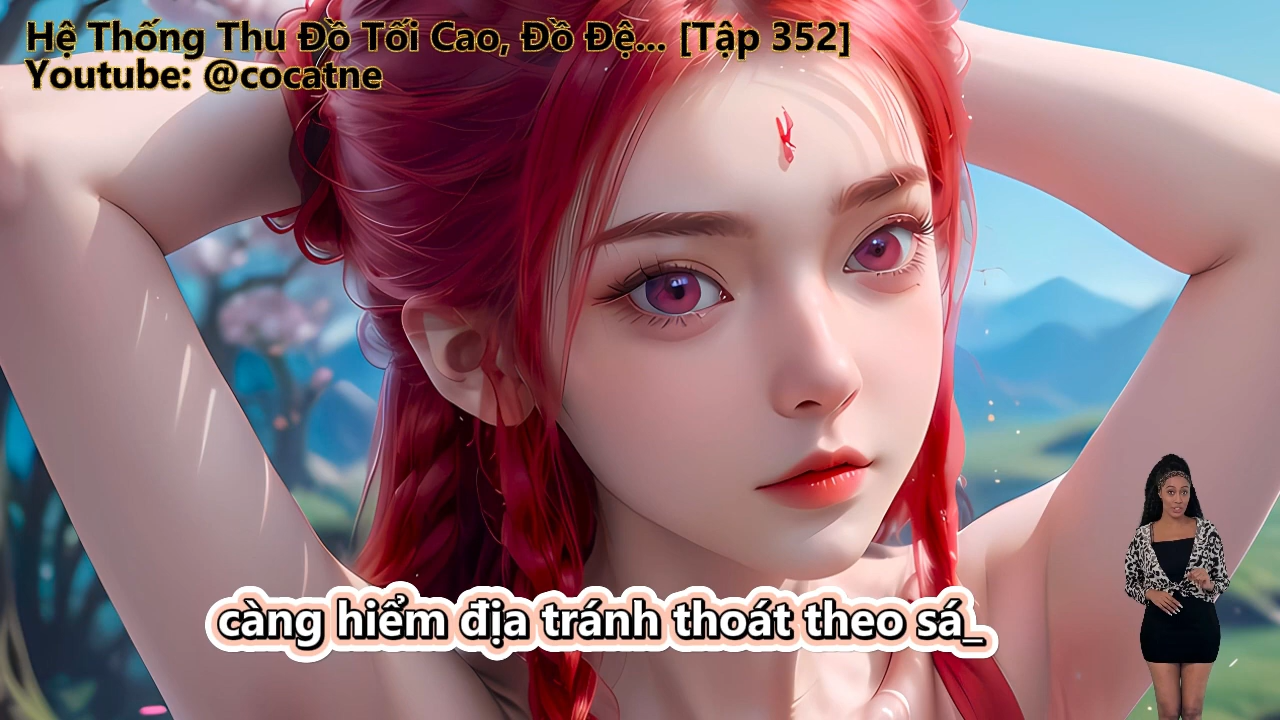 Hệ Thống Thu Đồ Tối Cao, Đồ Đệ... [Tập 352]
Youtube: @cocatne
càng hiểm địa tránh thoát theo sá_